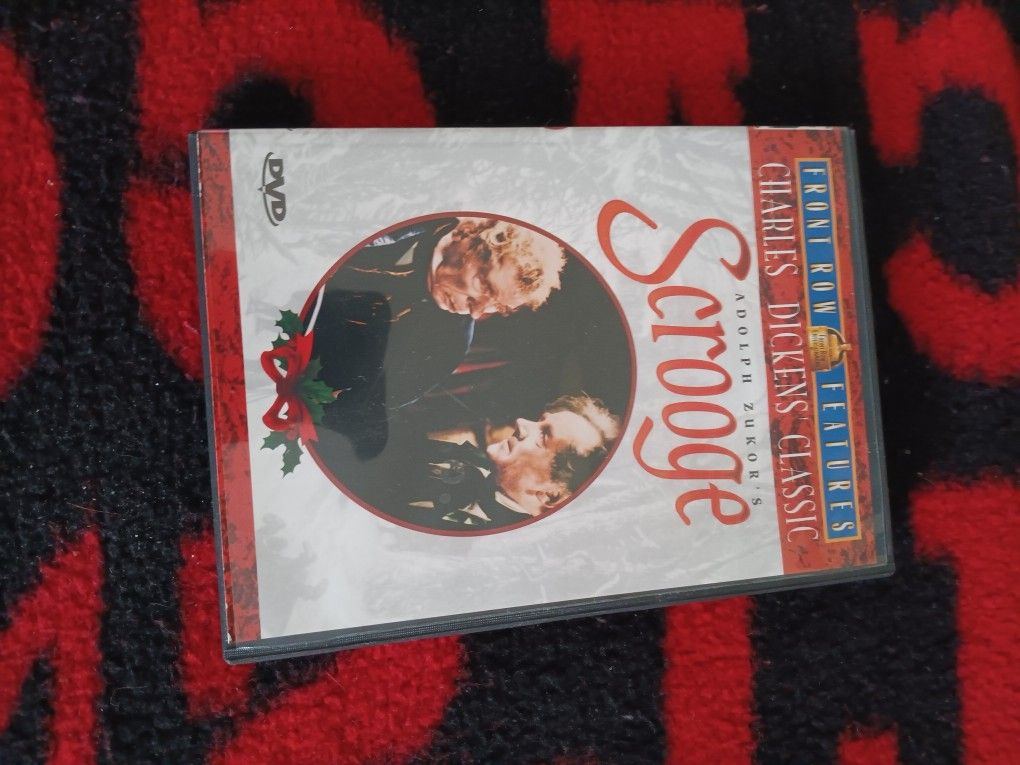 FRONT ROW FEATURES
CHARLES DICKENS' CLASSIC
ADOLPH ZUKOR'S
Scrooge
DVD